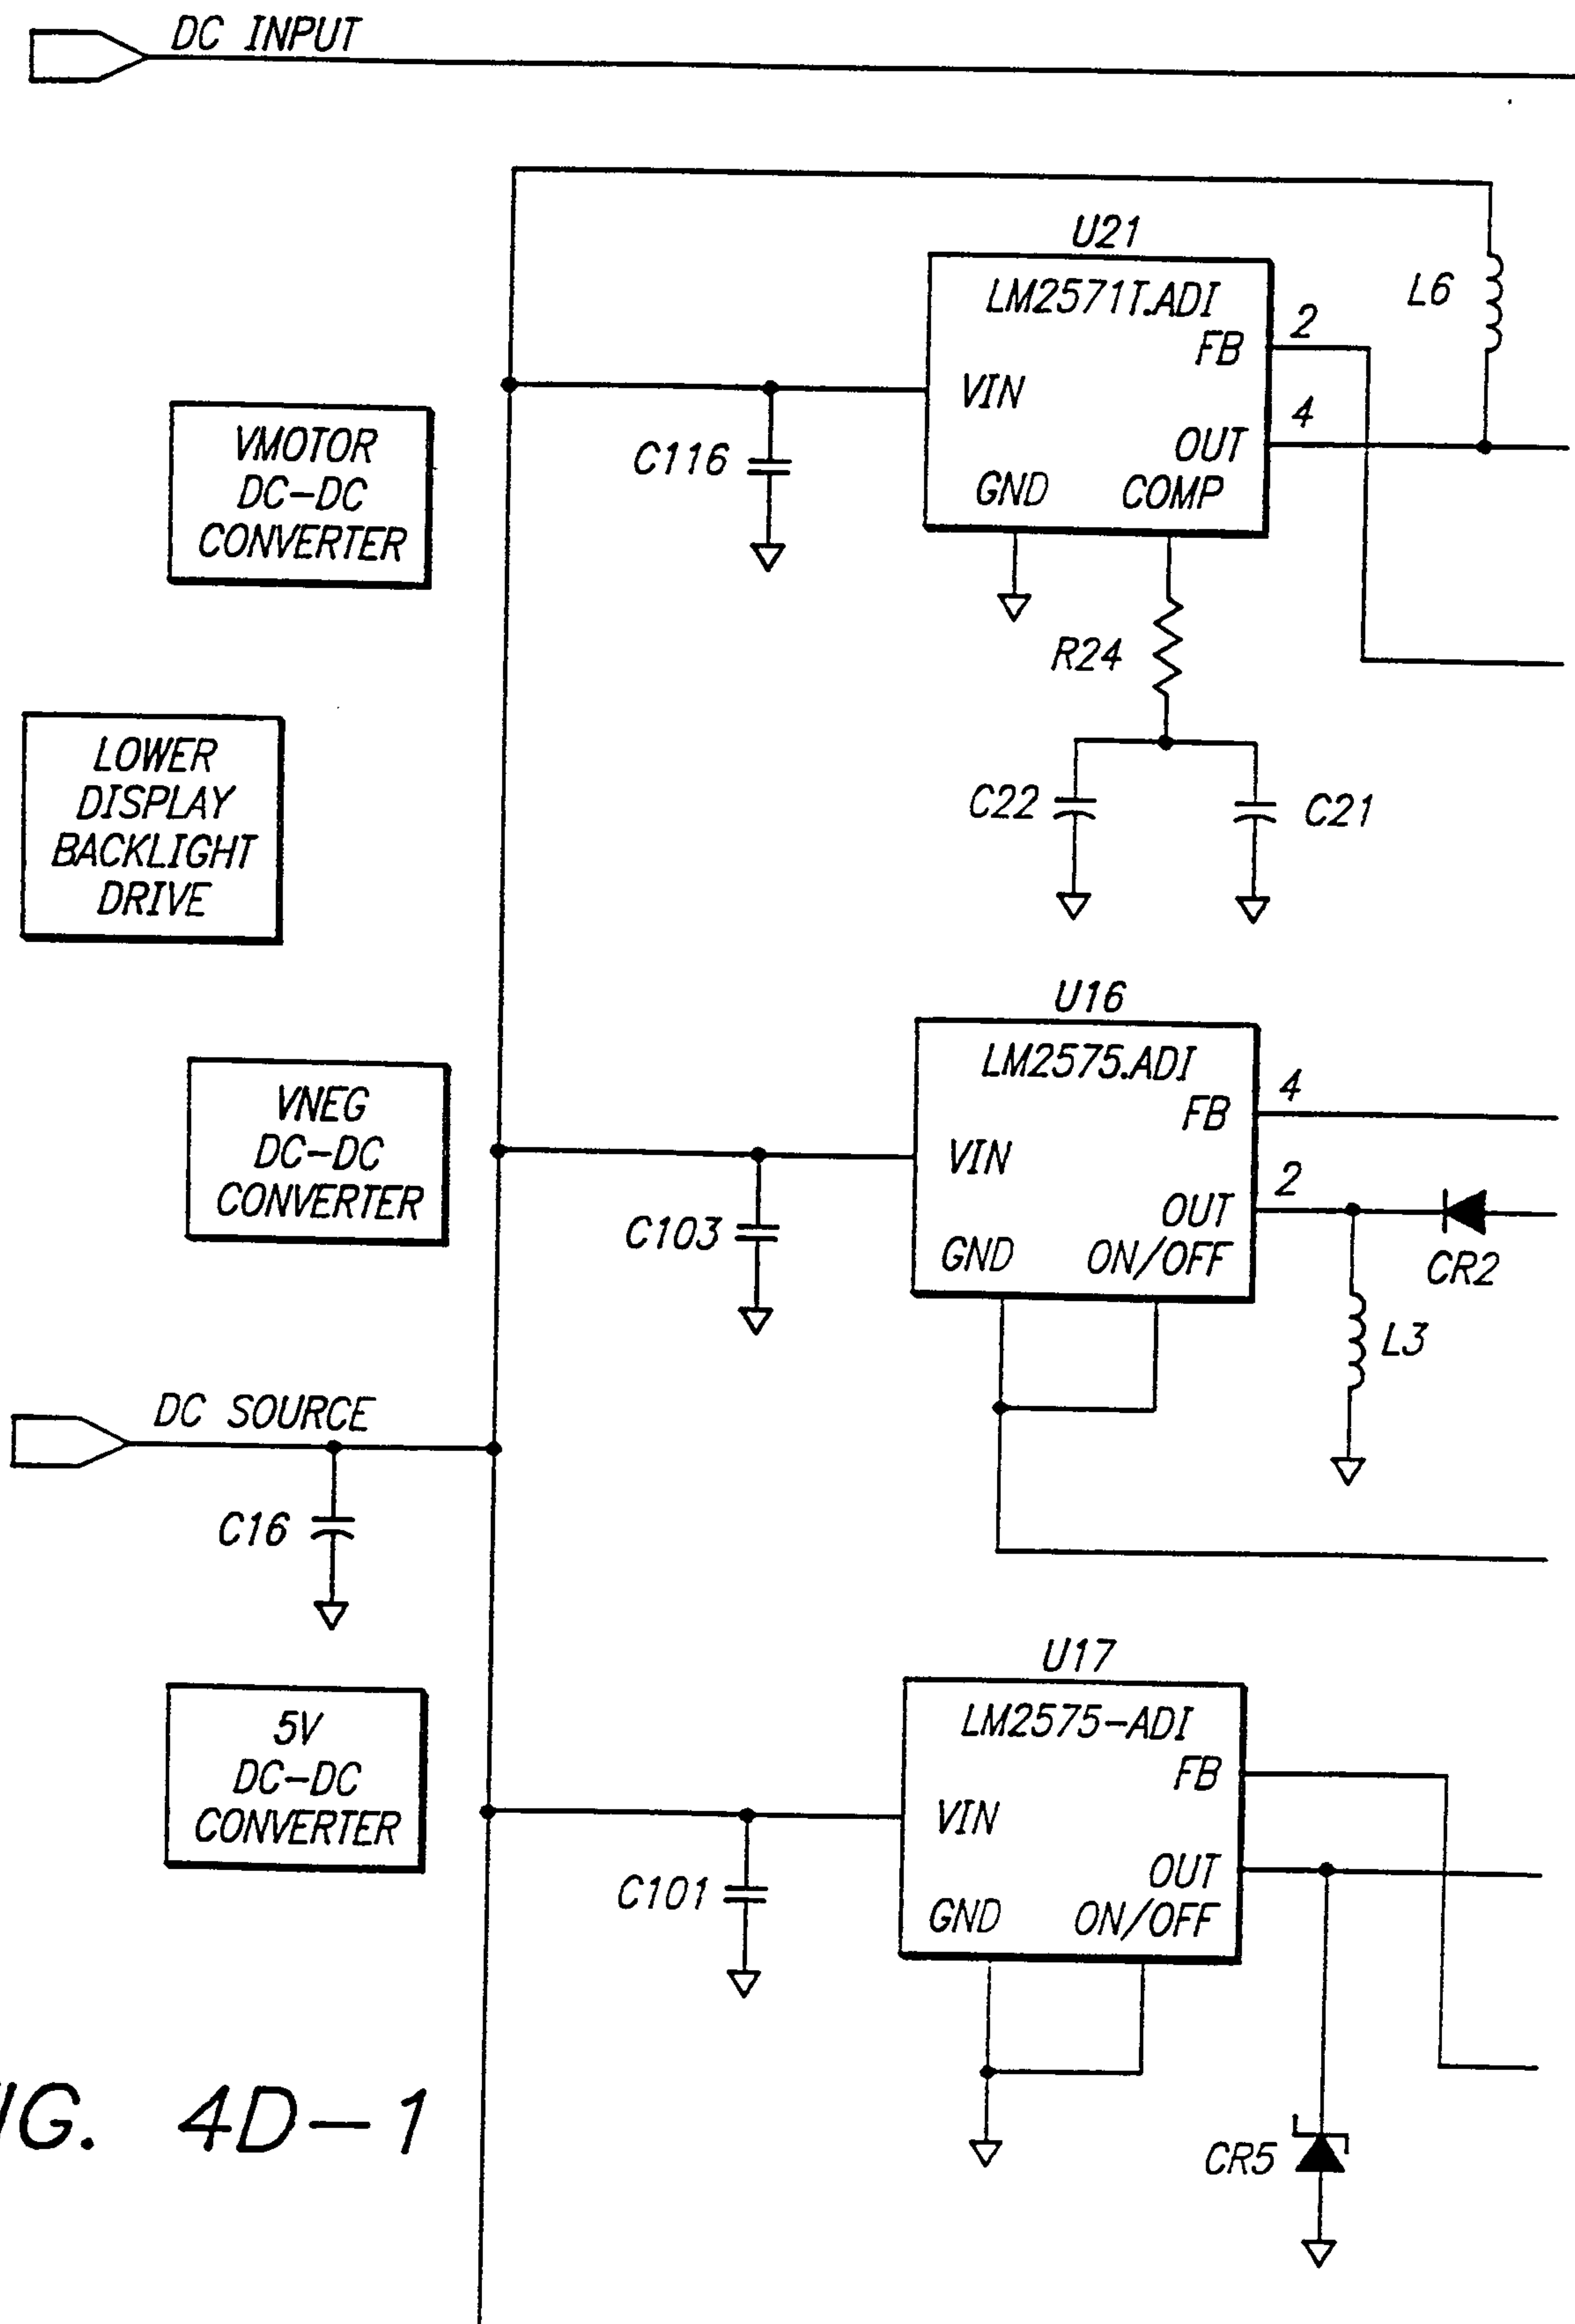 DC INPUT
U21
LM2571T.ADI
FB
2
L6
VIN
4
OUT
GND
COMP
C116
VMOTOR
DC-DC
CONVERTER
R24
C22
C21
LOWER
DISPLAY
BACKLIGHT
DRIVE
U16
LM2575.ADI
FB
4
VIN
2
OUT
GND
ON/OFF
CR2
C103
L3
VNEG
DC-DC
CONVERTER
DC SOURCE
C16
U17
LM2575-ADI
FB
VIN
OUT
GND
ON/OFF
C101
5V
DC-DC
CONVERTER
CR5
IG. 4D-1